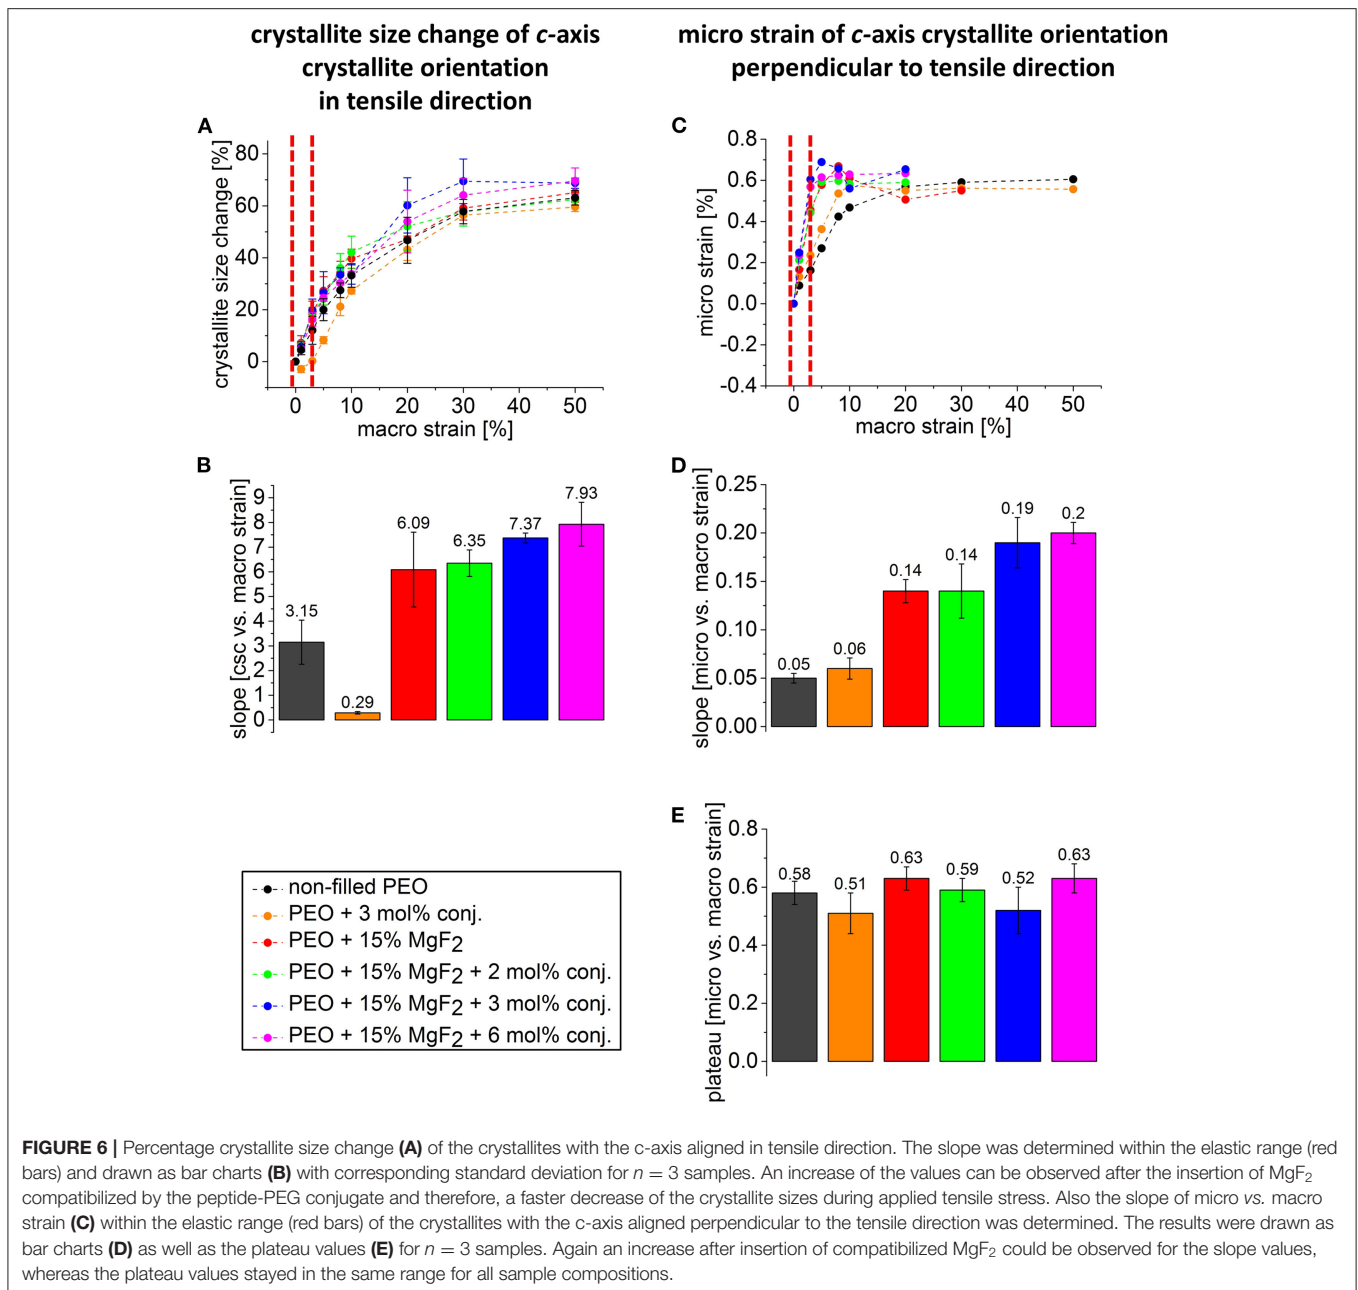 crystallite size change of c-axis
crystallite orientation
in tensile direction
micro strain of c-axis crystallite orientation
perpendicular to tensile direction
A
crystallite size change [%]
80
60
40
20
0
0 10 20 30 40 50
macro strain [%]
C
micro strain [%]
0.8
0.6
0.4
0.2
0.0
-0.2
-0.4
0 10 20 30 40 50
macro strain [%]
B
slope [csc vs. macro strain]
9
8
7
6
5
4
3
2
1
0
3.15
0.29
6.09
6.35
7.37
7.93
D
slope [micro vs. macro strain]
0.25
0.20
0.15
0.10
0.05
0.00
0.05
0.06
0.14
0.14
0.19
0.2
E
plateau [micro vs. macro strain]
0.8
0.6
0.4
0.2
0.0
0.58
0.51
0.63
0.59
0.52
0.63
non-filled PEO
PEO + 3 mol% conj.
PEO + 15% MgF2
PEO + 15% MgF2 + 2 mol% conj.
PEO + 15% MgF2 + 3 mol% conj.
PEO + 15% MgF2 + 6 mol% conj.
FIGURE 6 | Percentage crystallite size change (A) of the crystallites with the c-axis aligned in tensile direction. The slope was determined within the elastic range (red
bars) and drawn as bar charts (B) with corresponding standard deviation for n = 3 samples. An increase of the values can be observed after the insertion of MgF2
compatibilized by the peptide-PEG conjugate and therefore, a faster decrease of the crystallite sizes during applied tensile stress. Also the slope of micro vs. macro
strain (C) within the elastic range (red bars) of the crystallites with the c-axis aligned perpendicular to the tensile direction was determined. The results were drawn as
bar charts (D) as well as the plateau values (E) for n = 3 samples. Again an increase after insertion of compatibilized MgF2 could be observed for the slope values,
whereas the plateau values stayed in the same range for all sample compositions.